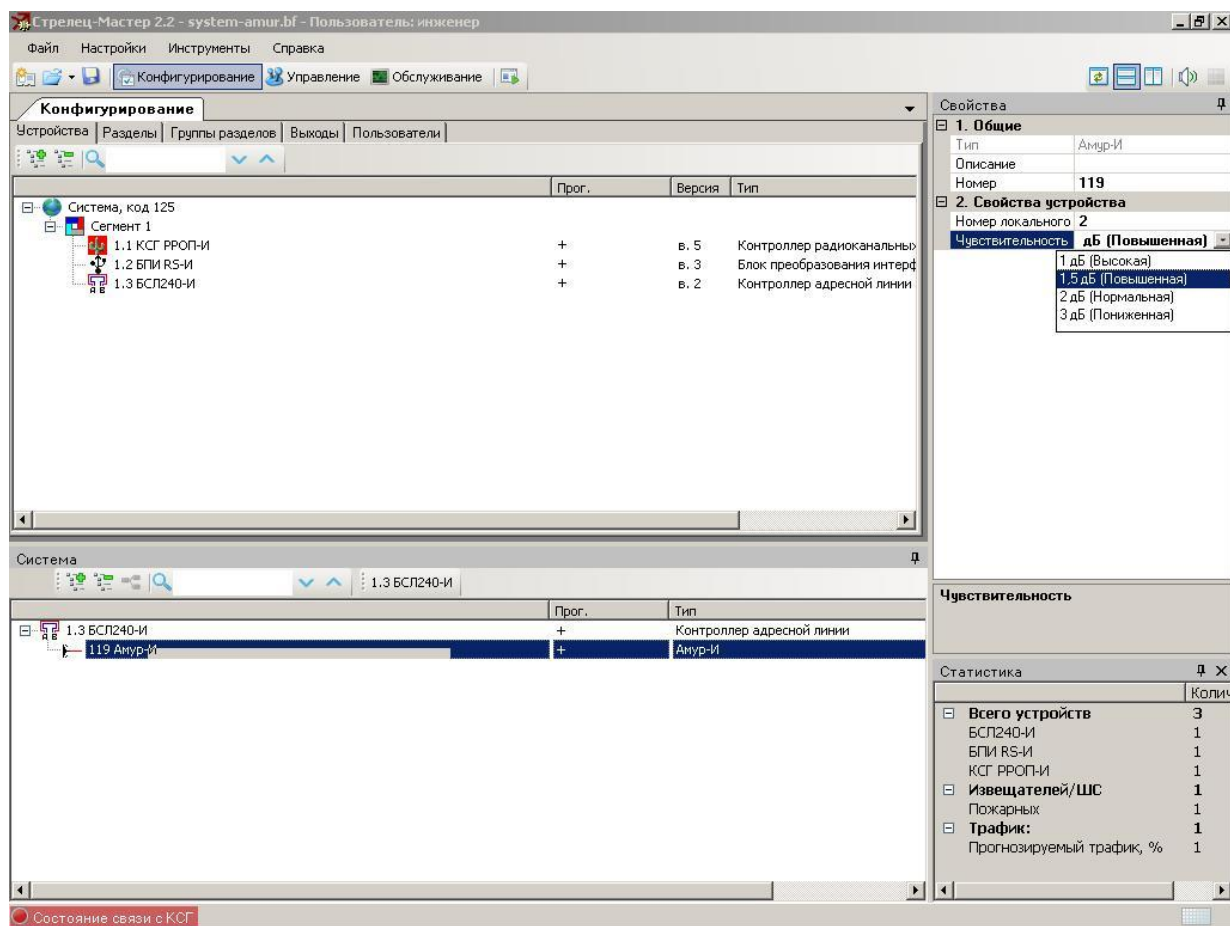 Стрелец-Мастер 2.2 - system-amur.bf - Пользователь: инженер
Файл Настройки Инструменты Справка
Конфигурирование Управление Обслуживание
Конфигурирование
Устройства Разделы Группы разделов Выходы Пользователи
Прог. Версия Тип
Система, код 125
Сегмент 1
1.1 КСГ РРОП-И + в. 5 Контроллер радиоканальных
1.2 БПИ RS-И + в. 3 Блок преобразования интерф
1.3 БСЛ240-И + в. 2 Контроллер адресной линии
Система
1.3 БСЛ240-И
Прог. Тип
1.3 БСЛ240-И + Контроллер адресной линии
119 Амур-И + Амур-И
Свойства
1. Общие
Тип Амур-И
Описание
Номер 119
2. Свойства устройства
Номер локального 2
Чувствительность дБ (Повышенная)
1 дБ (Высокая)
1,5 дБ (Повышенная)
2 дБ (Нормальная)
3 дБ (Пониженная)
Чувствительность
Статистика
Колич
Всего устройств 3
БСЛ240-И 1
БПИ RS-И 1
КСГ РРОП-И 1
Извещателей/ШС 1
Пожарных 1
Трафик: 1
Прогнозируемый трафик, % 1
Состояние связи с КСГ